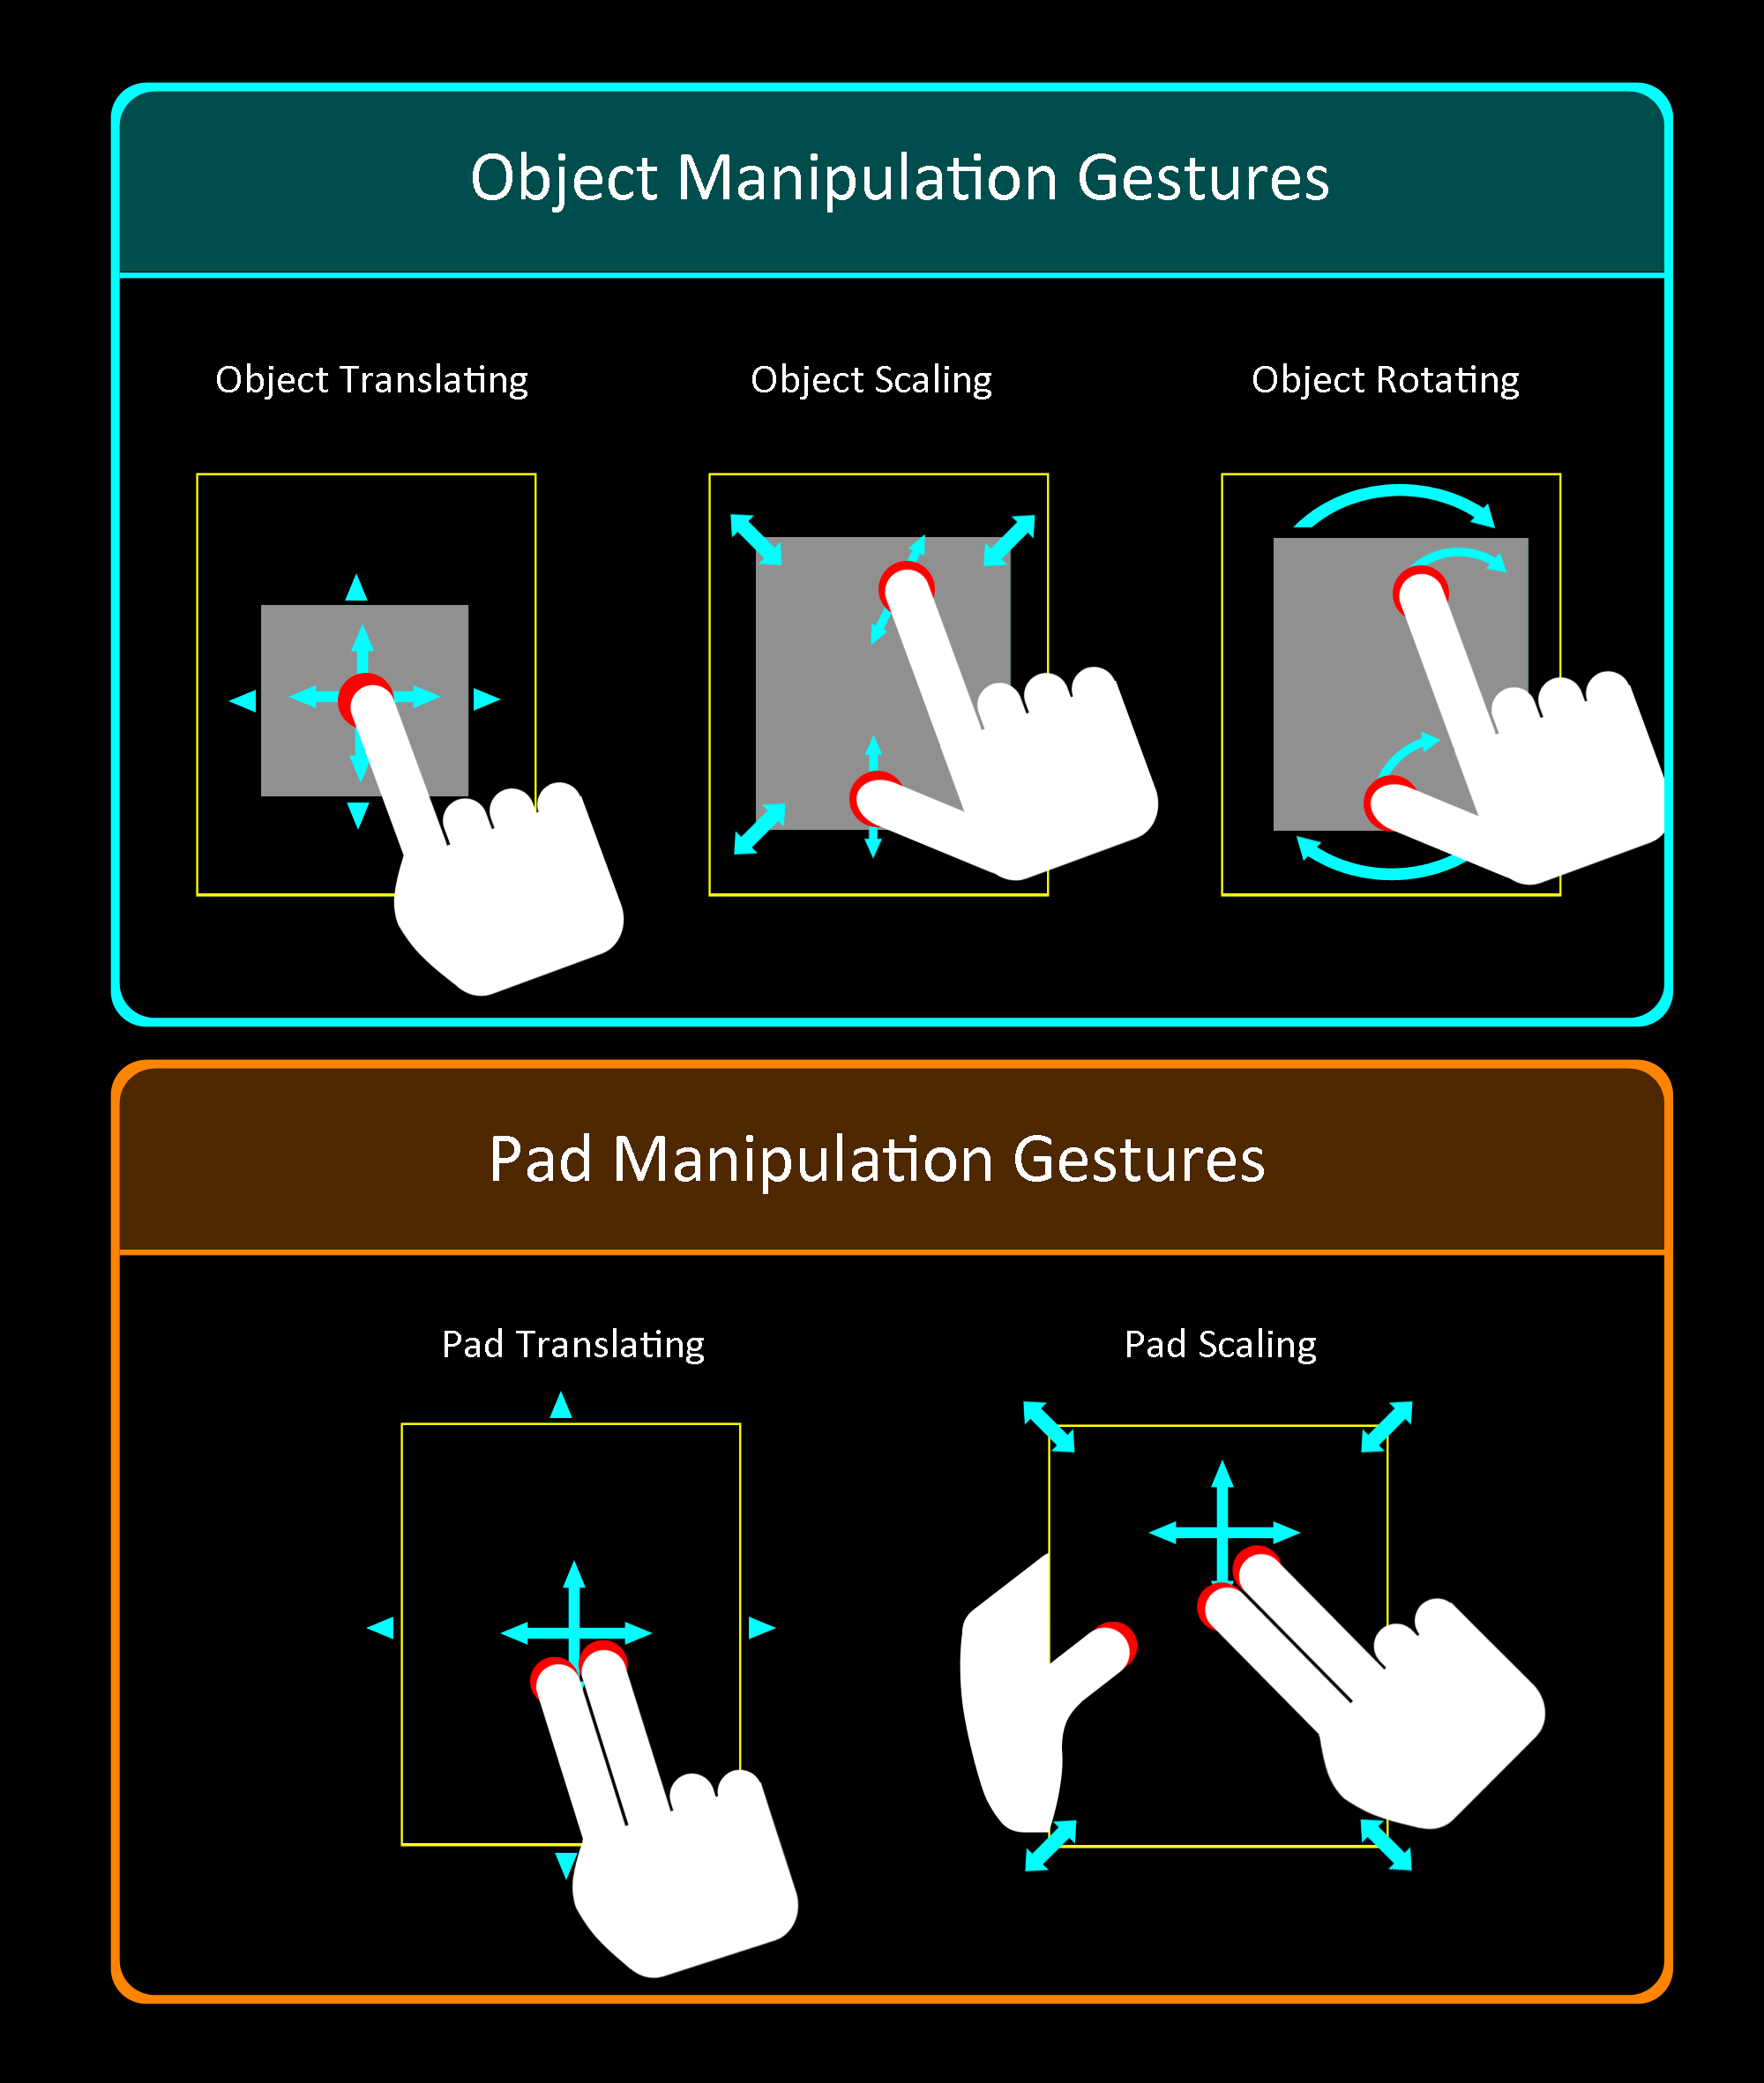 Object Manipulation Gestures
Object Translating
Object Scaling
Object Rotating
Pad Manipulation Gestures
Pad Translating
Pad Scaling